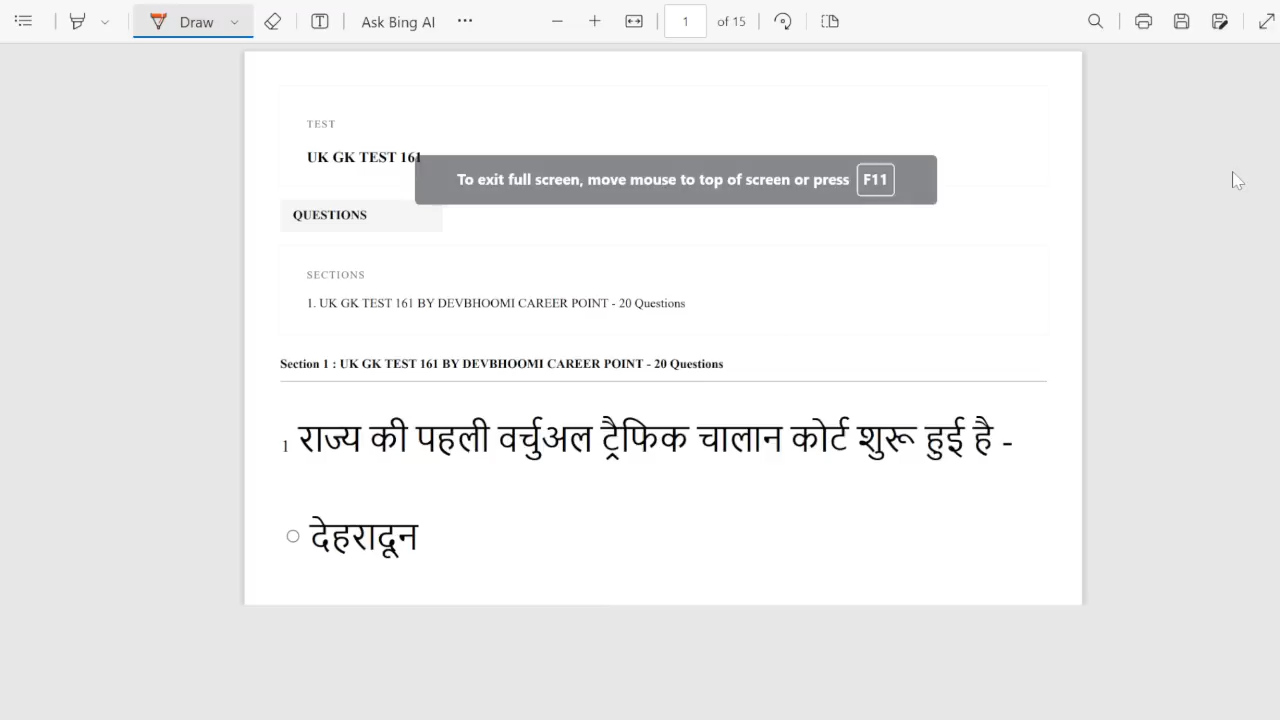 Draw
Ask Bing AI
1 of 15
TEST
UK GK TEST 161
To exit full screen, move mouse to top of screen or press F11
QUESTIONS
SECTIONS
1. UK GK TEST 161 BY DEVBHOOMI CAREER POINT - 20 Questions
Section 1 : UK GK TEST 161 BY DEVBHOOMI CAREER POINT - 20 Questions
1 राज्य की पहली वर्चुअल ट्रैफिक चालान कोर्ट शुरू हुई है -
देहरादून